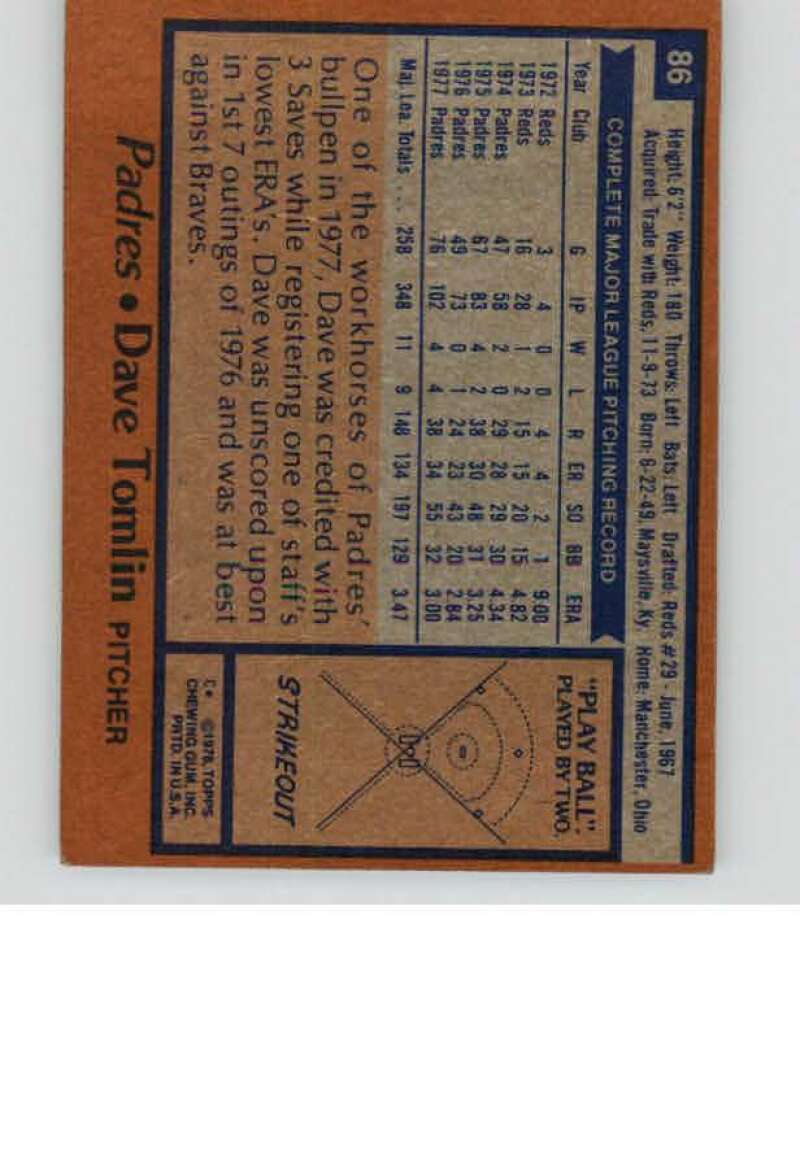 86
Height: 6'2" Weight: 180 Throws: Left Bats: Left Drafted: Reds #29 - June, 1967
Acquired: Trade with Reds, 11-9-73 Born: 6-22-49, Maysville, Ky. Home: Manchester, Ohio
COMPLETE MAJOR LEAGUE PITCHING RECORD
Year Club G IP W L R ER SO BB ERA
1972 Reds 3 4 0 0 4 4 2 1 9.00
1973 Reds 16 28 1 2 15 15 20 15 4.82
1974 Padres 47 58 2 0 29 28 29 30 4.34
1975 Padres 67 83 4 2 38 30 48 31 3.25
1976 Padres 49 73 0 1 24 23 43 20 2.84
1977 Padres 76 102 4 4 38 34 55 32 3.00
Maj. Lea. Totals . . . 258 348 11 9 148 134 197 129 3.47
One of the workhorses of Padres'
bullpen in 1977, Dave was credited with
3 Saves while registering one of staff's
lowest ERA's. Dave was unscored upon
in 1st 7 outings of 1976 and was at best
against Braves.
"PLAY BALL"
PLAYED BY TWO.
STRIKEOUT
C* ©1978, TOPPS
CHEWING GUM, INC.
PRTD. IN U.S.A.
Padres • Dave Tomlin PITCHER